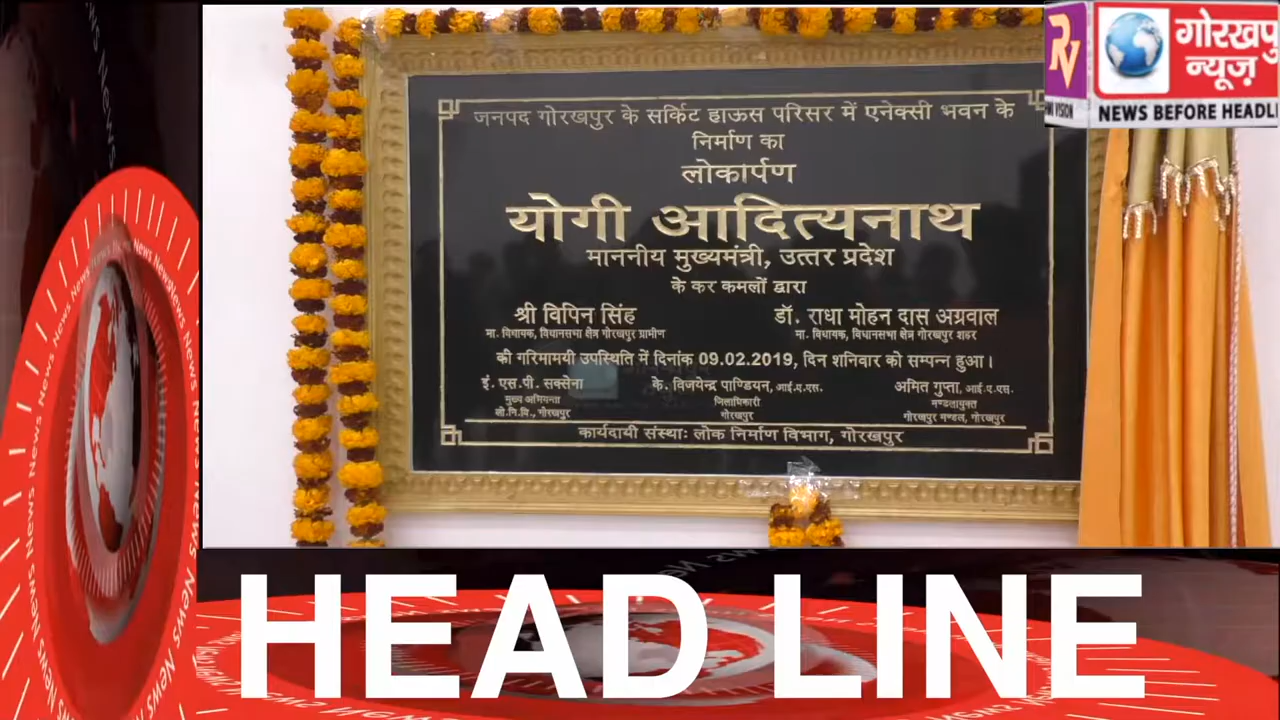 गोरखपु
न्यूज़
NEWS BEFORE HEADLI
जनपद गोरखपुर के सर्किट हाऊस परिसर में एनेक्सी भवन के
निर्माण का
लोकार्पण
योगी आदित्यनाथ
माननीय मुख्यमंत्री, उत्तर प्रदेश
के कर कमलों द्वारा
श्री विपिन सिंह डॉ. राधा मोहन दास अग्रवाल
मा. विधायक, विधानसभा क्षेत्र गोरखपुर ग्रामीण मा. विधायक, विधानसभा क्षेत्र गोरखपुर शहर
की गरिमामयी उपस्थिति में दिनांक 09.02.2019, दिन शनिवार को सम्पन्न हुआ।
इं. एस.पी. सक्सेना के. विजयेन्द्र पाण्डियन, आई.ए.एस. अमित गुप्ता, आई.ए.एस.
मुख्य अभियन्ता जिलाधिकारी मण्डलायुक्त
लो.नि.वि., गोरखपुर गोरखपुर गोरखपुर मण्डल, गोरखपुर
कार्यदायी संस्थाः लोक निर्माण विभाग, गोरखपुर
HEAD LINE